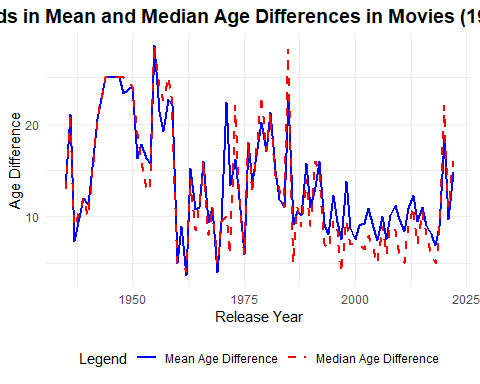 ds in Mean and Median Age Differences in Movies (19
Age Difference
20
10
1950
1975
2000
2025
Release Year
Legend
Mean Age Difference
Median Age Difference